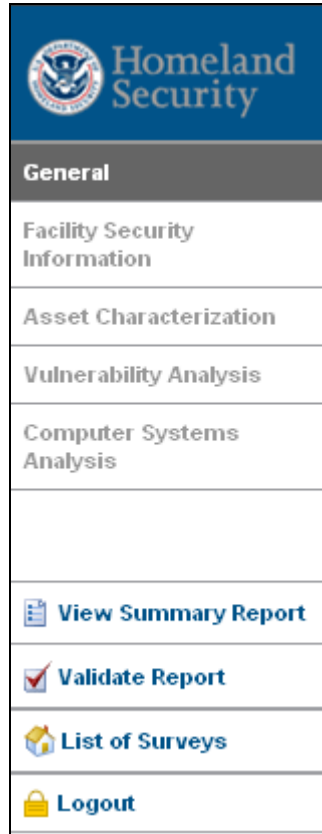 Homeland
Security
General
Facility Security
Information
Asset Characterization
Vulnerability Analysis
Computer Systems
Analysis
View Summary Report
Validate Report
List of Surveys
Logout